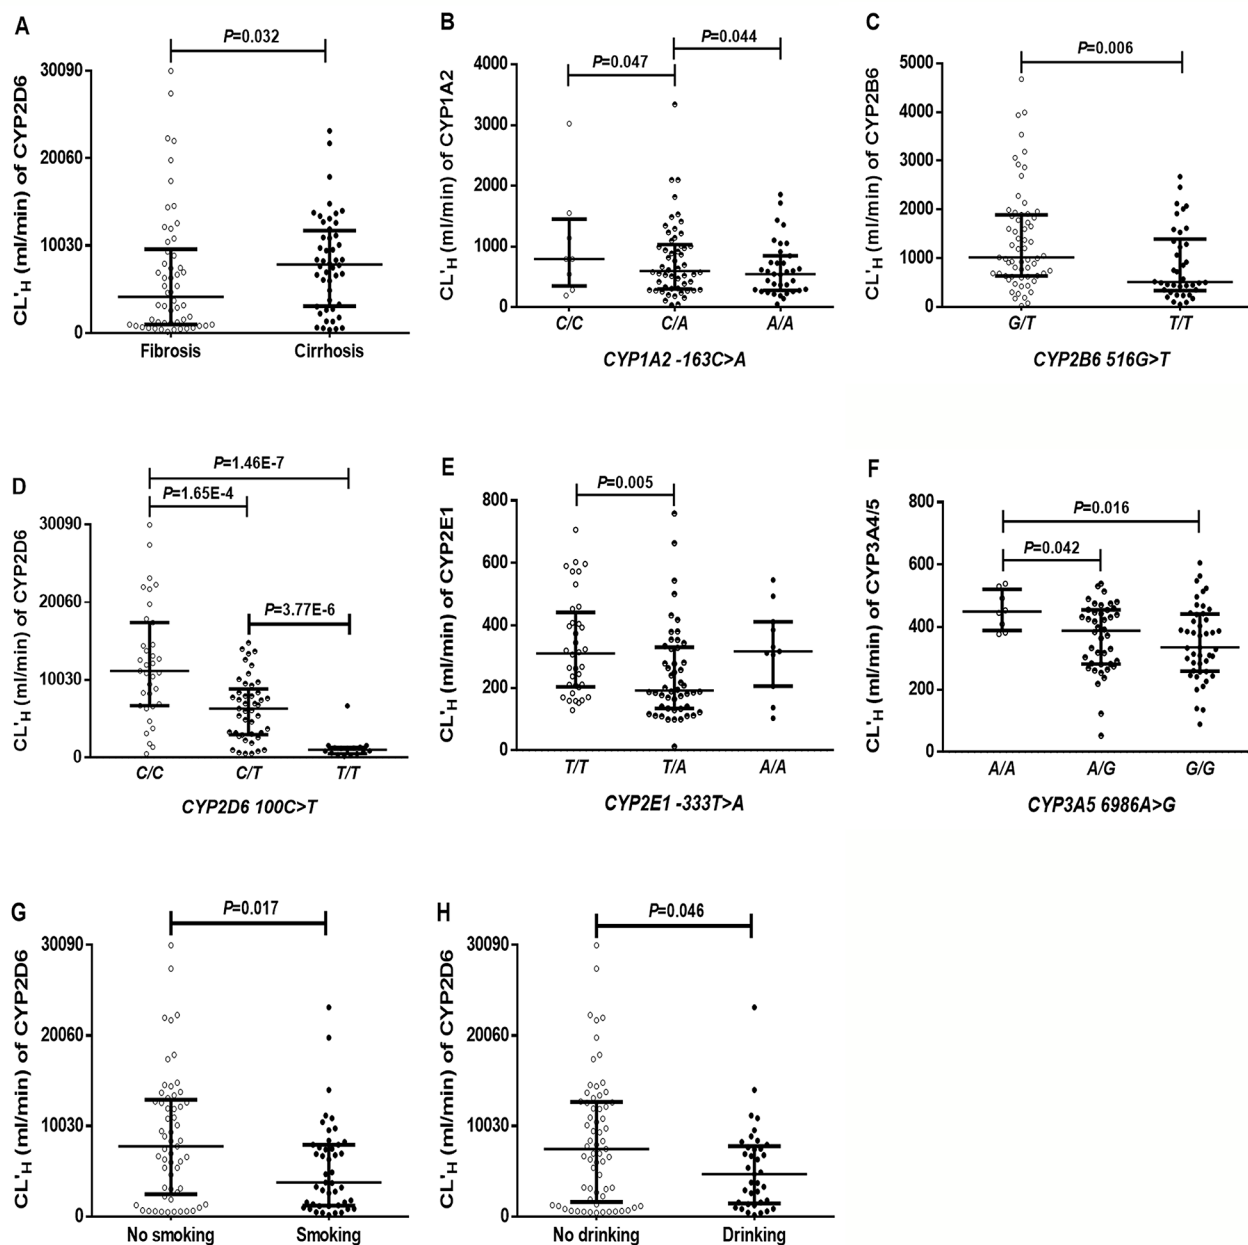 A
P=0.032
CL'H (ml/min) of CYP2D6
30090
20060
10030
0
Fibrosis Cirrhosis
B
P=0.047
P=0.044
CL'H (ml/min) of CYP1A2
4000
3000
2000
1000
0
C/C C/A A/A
CYP1A2 -163C>A
C
P=0.006
CL'H (ml/min) of CYP2B6
5000
4000
3000
2000
1000
0
G/T T/T
CYP2B6 516G>T
D
P=1.46E-7
P=1.65E-4
P=3.77E-6
CL'H (ml/min) of CYP2D6
30090
20060
10030
0
C/C C/T T/T
CYP2D6 100C>T
E
P=0.005
CL'H (ml/min) of CYP2E1
800
600
400
200
0
T/T T/A A/A
CYP2E1 -333T>A
F
P=0.016
P=0.042
CL'H (ml/min) of CYP3A4/5
800
600
400
200
0
A/A A/G G/G
CYP3A5 6986A>G
G
P=0.017
CL'H (ml/min) of CYP2D6
30090
20060
10030
0
No smoking Smoking
H
P=0.046
CL'H (ml/min) of CYP2D6
30090
20060
10030
0
No drinking Drinking